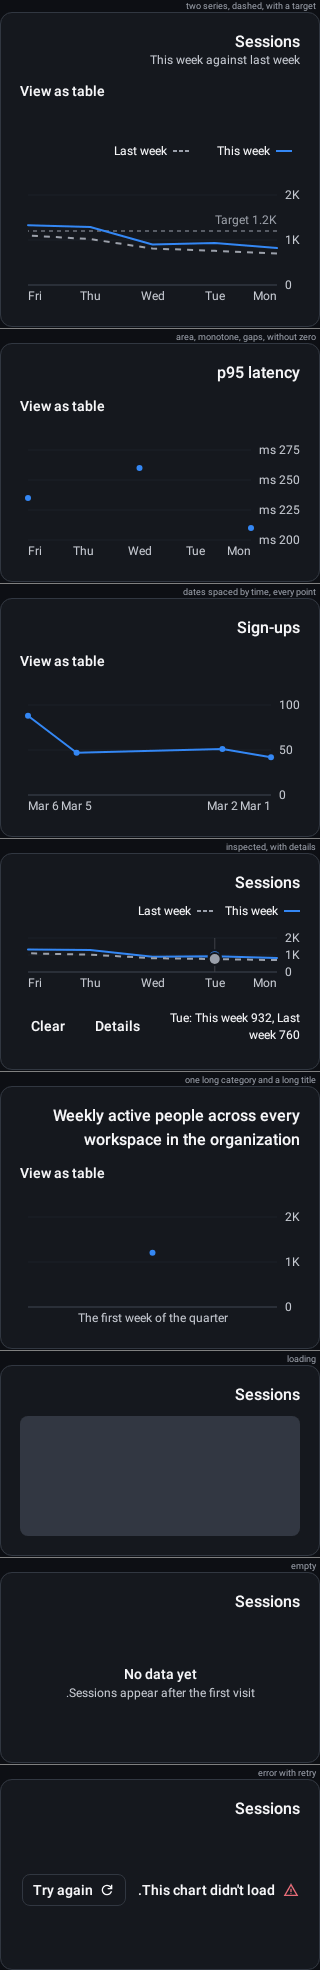 two series, dashed, with a target
Sessions
This week against last week
View as table
Last week
This week
2K
Target 1.2K
1K
0
Fri Thu Wed Tue Mon
area, monotone, gaps, without zero
p95 latency
View as table
ms 275
ms 250
ms 225
ms 200
Fri Thu Wed Tue Mon
dates spaced by time, every point
Sign-ups
View as table
100
50
0
Mar 6 Mar 5 Mar 2 Mar 1
inspected, with details
Sessions
Last week
This week
2K
1K
0
Fri Thu Wed Tue Mon
Clear
Details
Tue: This week 932, Last
week 760
one long category and a long title
Weekly active people across every
workspace in the organization
View as table
2K
1K
0
The first week of the quarter
loading
Sessions
empty
Sessions
No data yet
.Sessions appear after the first visit
error with retry
Sessions
Try again
.This chart didn't load